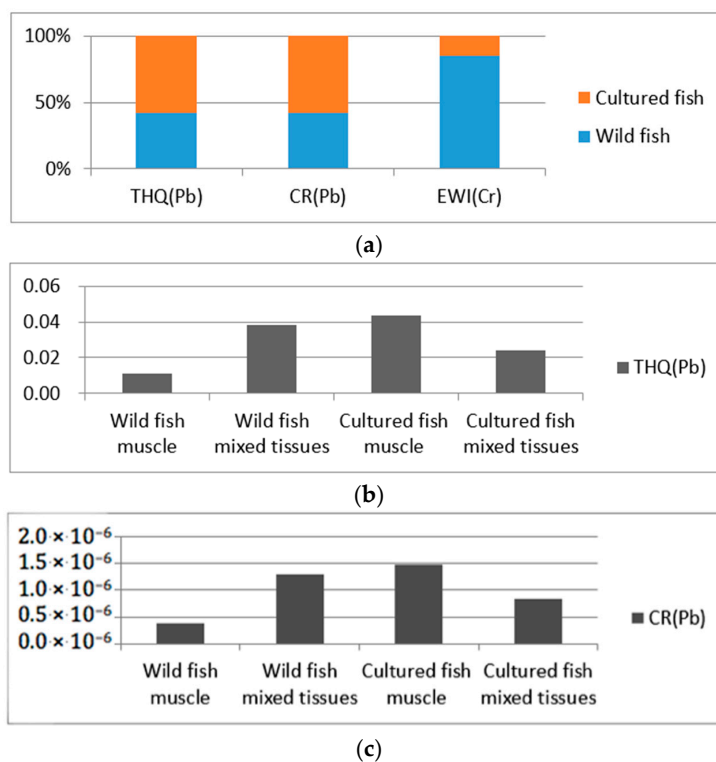 100%
50%
0%
THQ(Pb)
CR(Pb)
EWI(Cr)
Cultured fish
Wild fish
(a)
0.06
0.04
0.02
0.00
Wild fish muscle
Wild fish mixed tissues
Cultured fish muscle
Cultured fish mixed tissues
THQ(Pb)
(b)
2.0 × 10⁻⁶
1.5 × 10⁻⁶
1.0 × 10⁻⁶
0.5 × 10⁻⁶
0.0 × 10⁻⁶
Wild fish muscle
Wild fish mixed tissues
Cultured fish muscle
Cultured fish mixed tissues
CR(Pb)
(c)